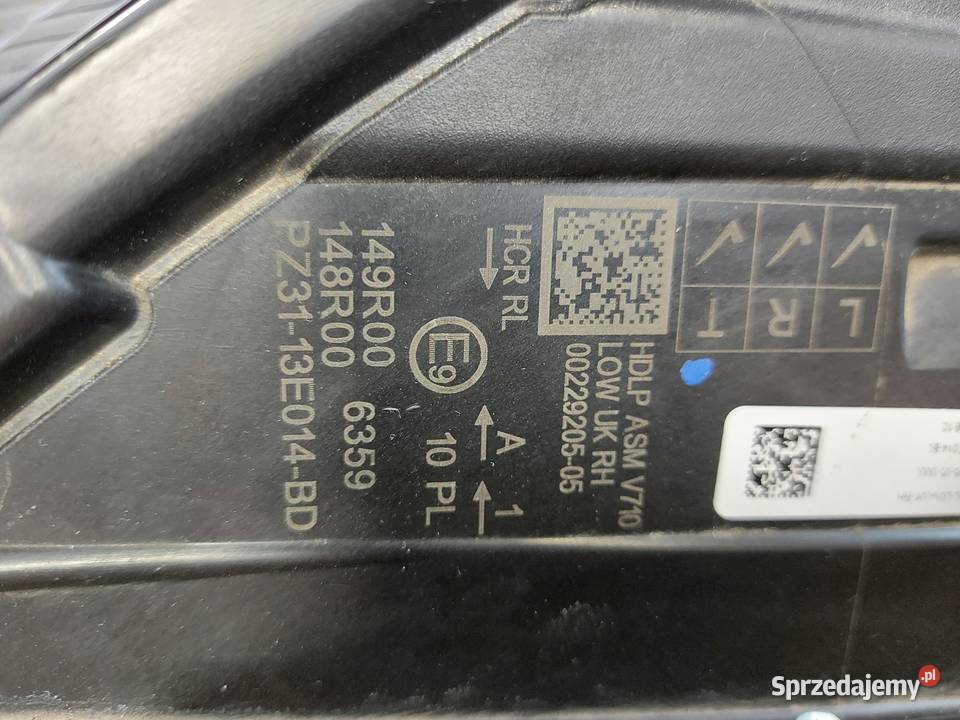 L R T
HDLP ASM V710
LOW UK RH
00229205-05
HCR RL
1
A
10 PL
E9
149R00 6359
148R00
PZ31-13E014-BD
Sprzedajemy.pl